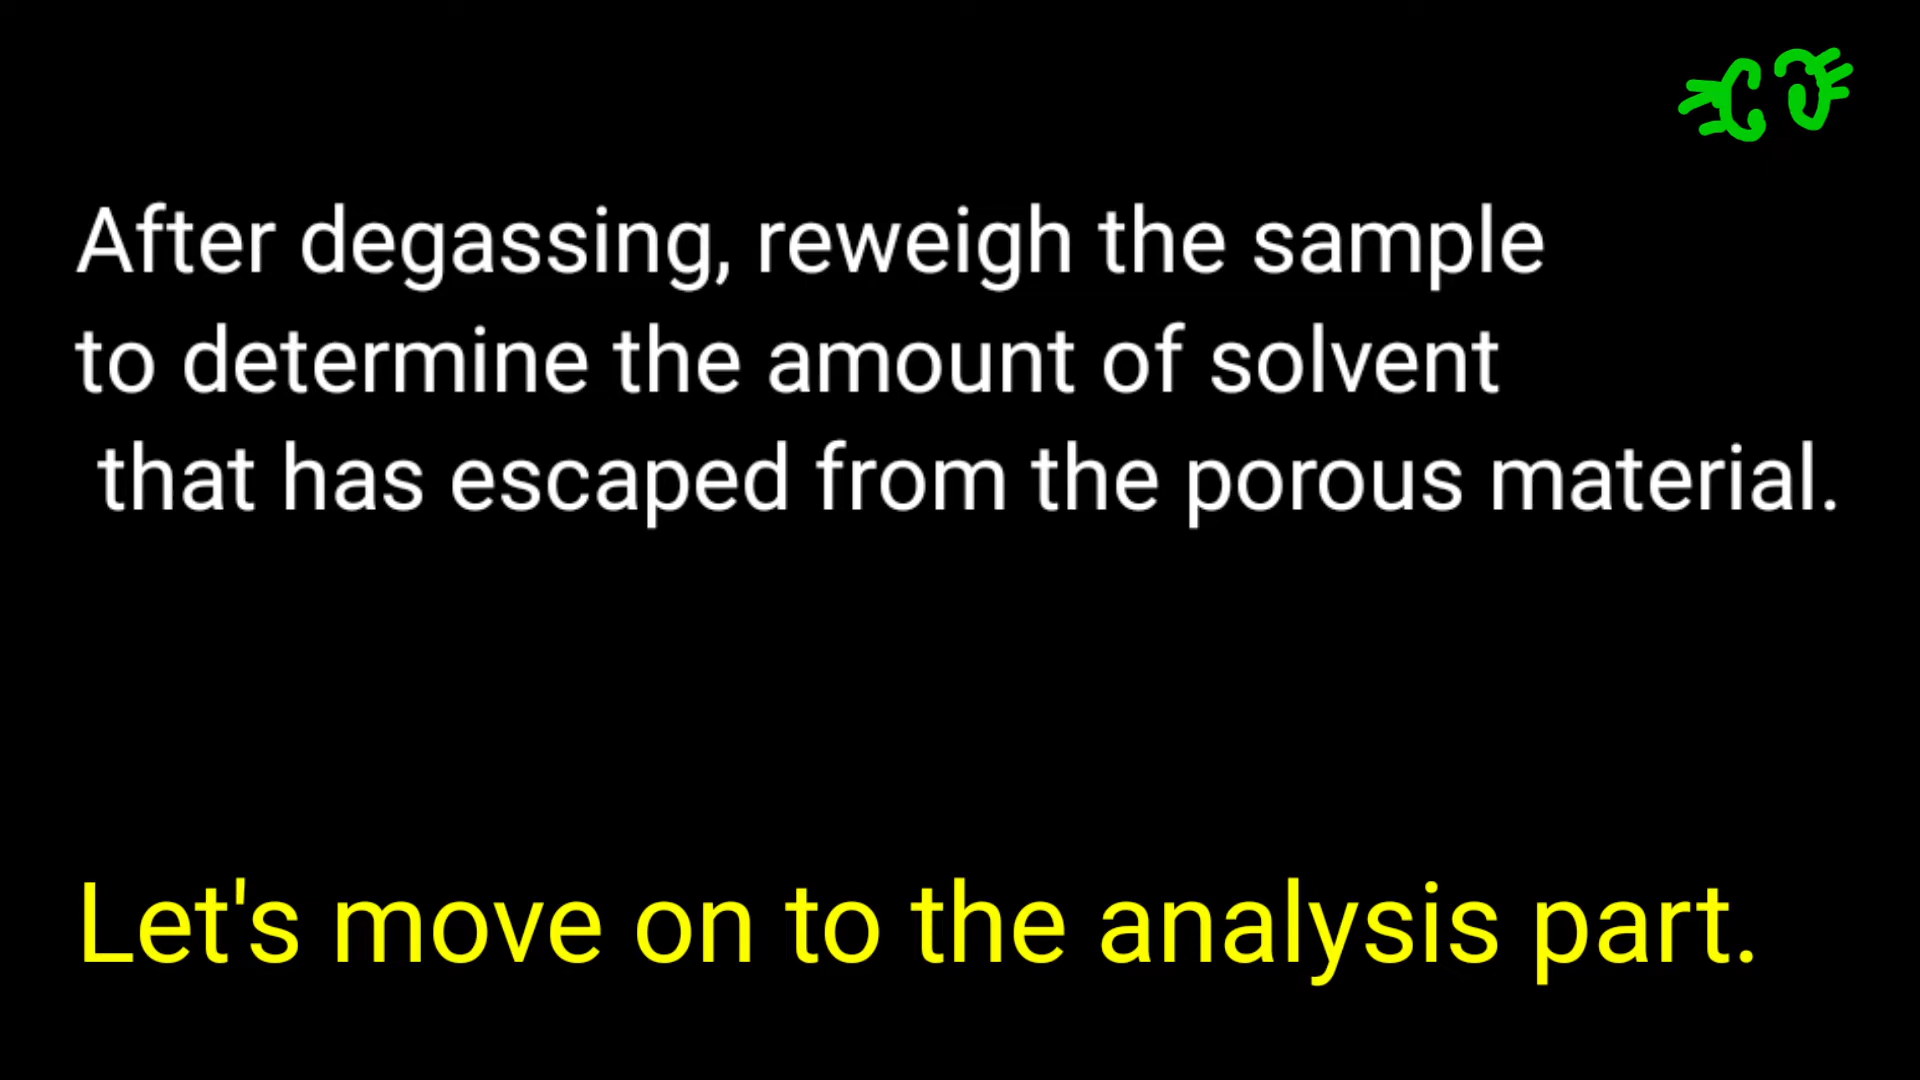 After degassing, reweigh the sample
to determine the amount of solvent
that has escaped from the porous material.
Let's move on to the analysis part.